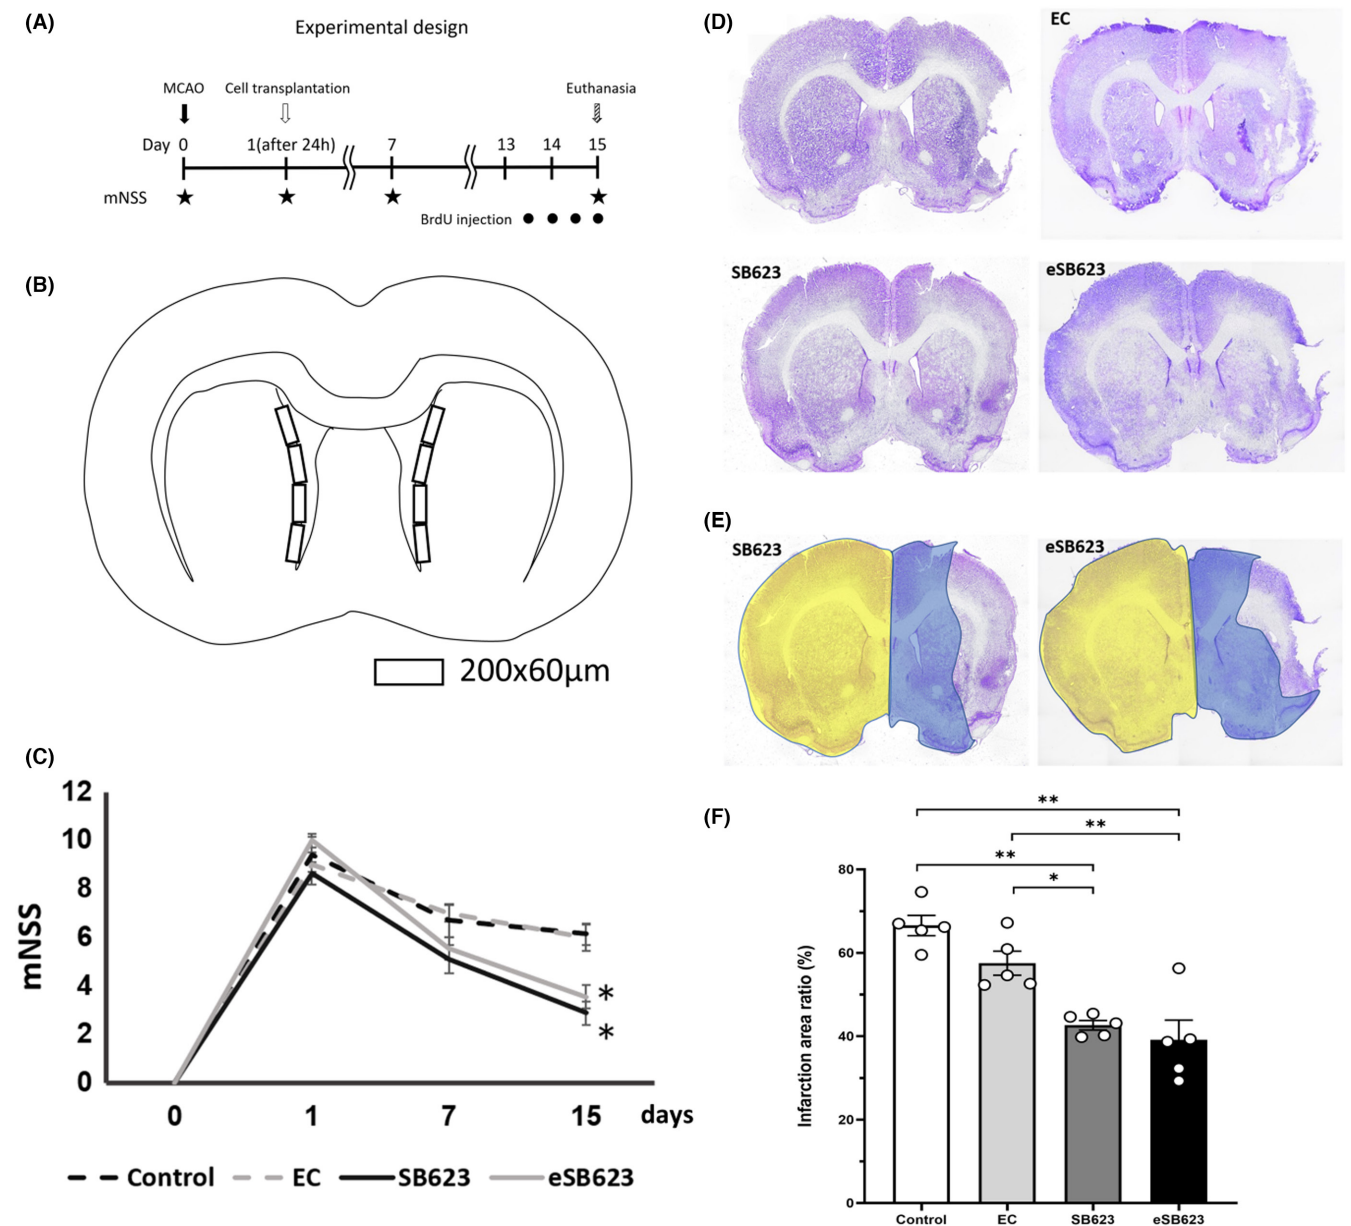 (A)
Experimental design
MCAO Cell transplantation Euthanasia
Day 0 1(after 24h) 7 13 14 15
mNSS ★ ★ ★ ★
BrdU injection
(B)
200x60μm
(C)
mNSS
12
10
8
6
4
2
0
*
*
0 1 7 15 days
Control EC SB623 eSB623
(D)
EC
SB623 eSB623
(E)
SB623 eSB623
(F)
**
**
**
*
Infarction area ratio (%)
80
60
40
20
0
Control EC SB623 eSB623